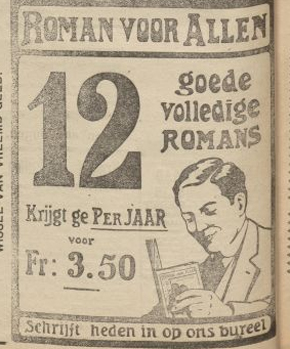 ROMAN VOOR ALLEN
12
goede
volledige
ROMANS
Krijgt ge PER JAAR
voor
Fr: 3.50
Schrijft heden in op ons bureel